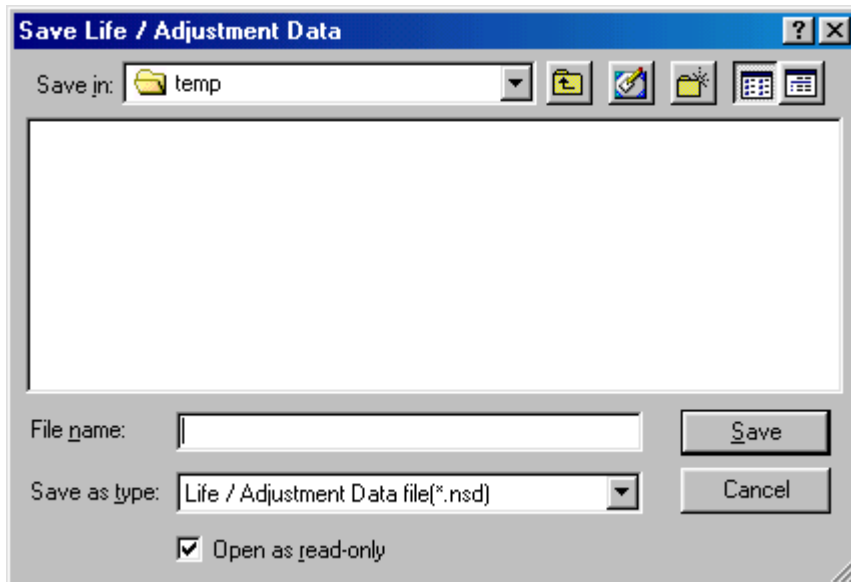 Save Life / Adjustment Data
Save in: temp
File name: Save
Save as type: Life / Adjustment Data file(*.nsd) Cancel
Open as read-only